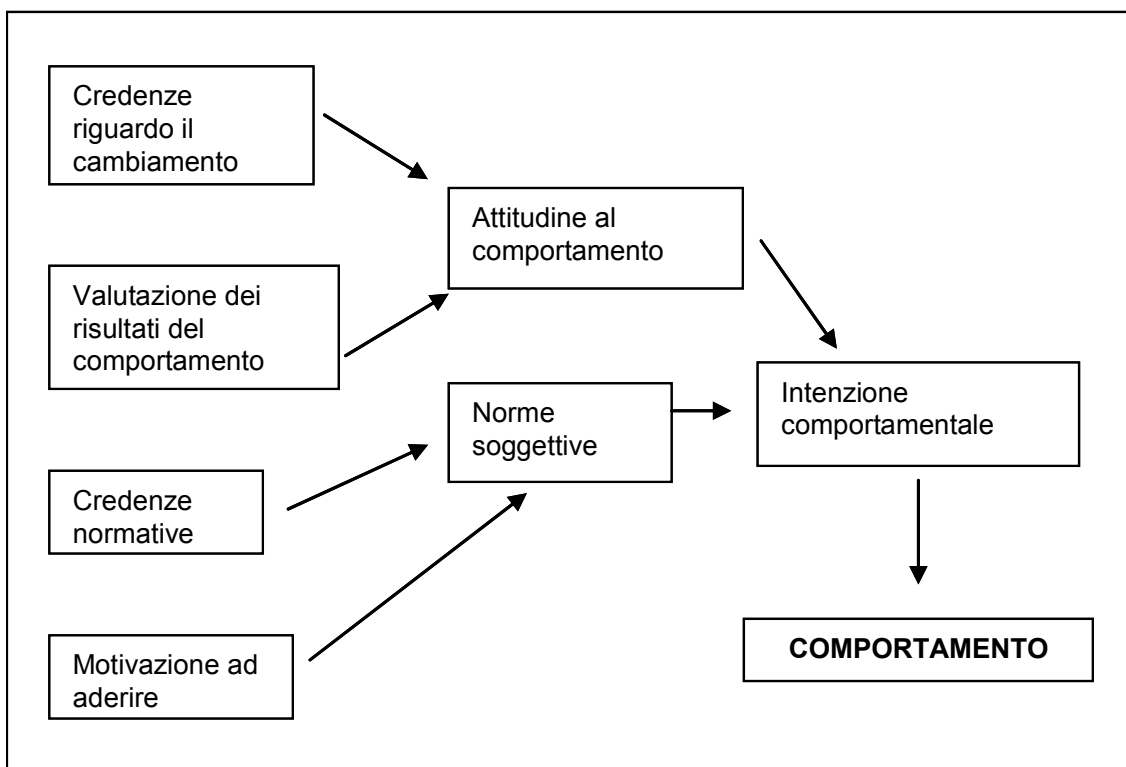 Credenze
riguardo il
cambiamento
Attitudine al
comportamento
Valutazione dei
risultati del
comportamento
Norme
soggettive
Intenzione
comportamentale
Credenze
normative
COMPORTAMENTO
Motivazione ad
aderire